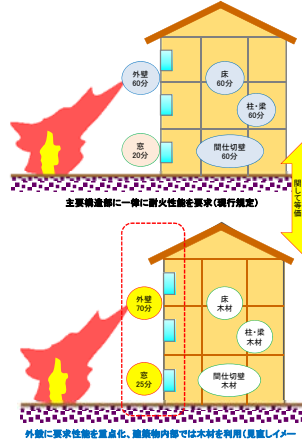 外壁
60分
床
60分
柱・梁
60分
窓
20分
間仕切壁
60分
主要構造部に一律に耐火性能を要求（現行規定）
関して等価
外壁
70分
床
木材
柱・梁
木材
窓
25分
間仕切壁
木材
外殻に要求性能を重点化、建築物内部では木材を利用（見直しイメー